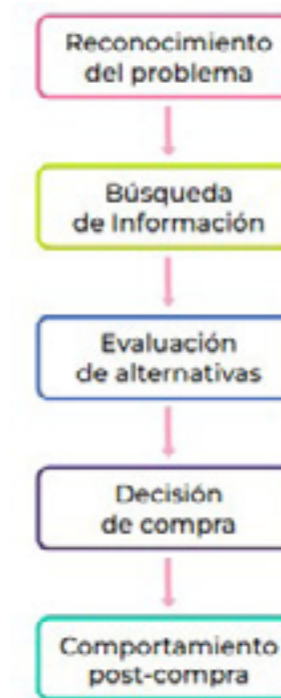 Reconocimiento
del problema
Búsqueda
de Información
Evaluación
de alternativas
Decisión
de compra
Comportamiento
post-compra